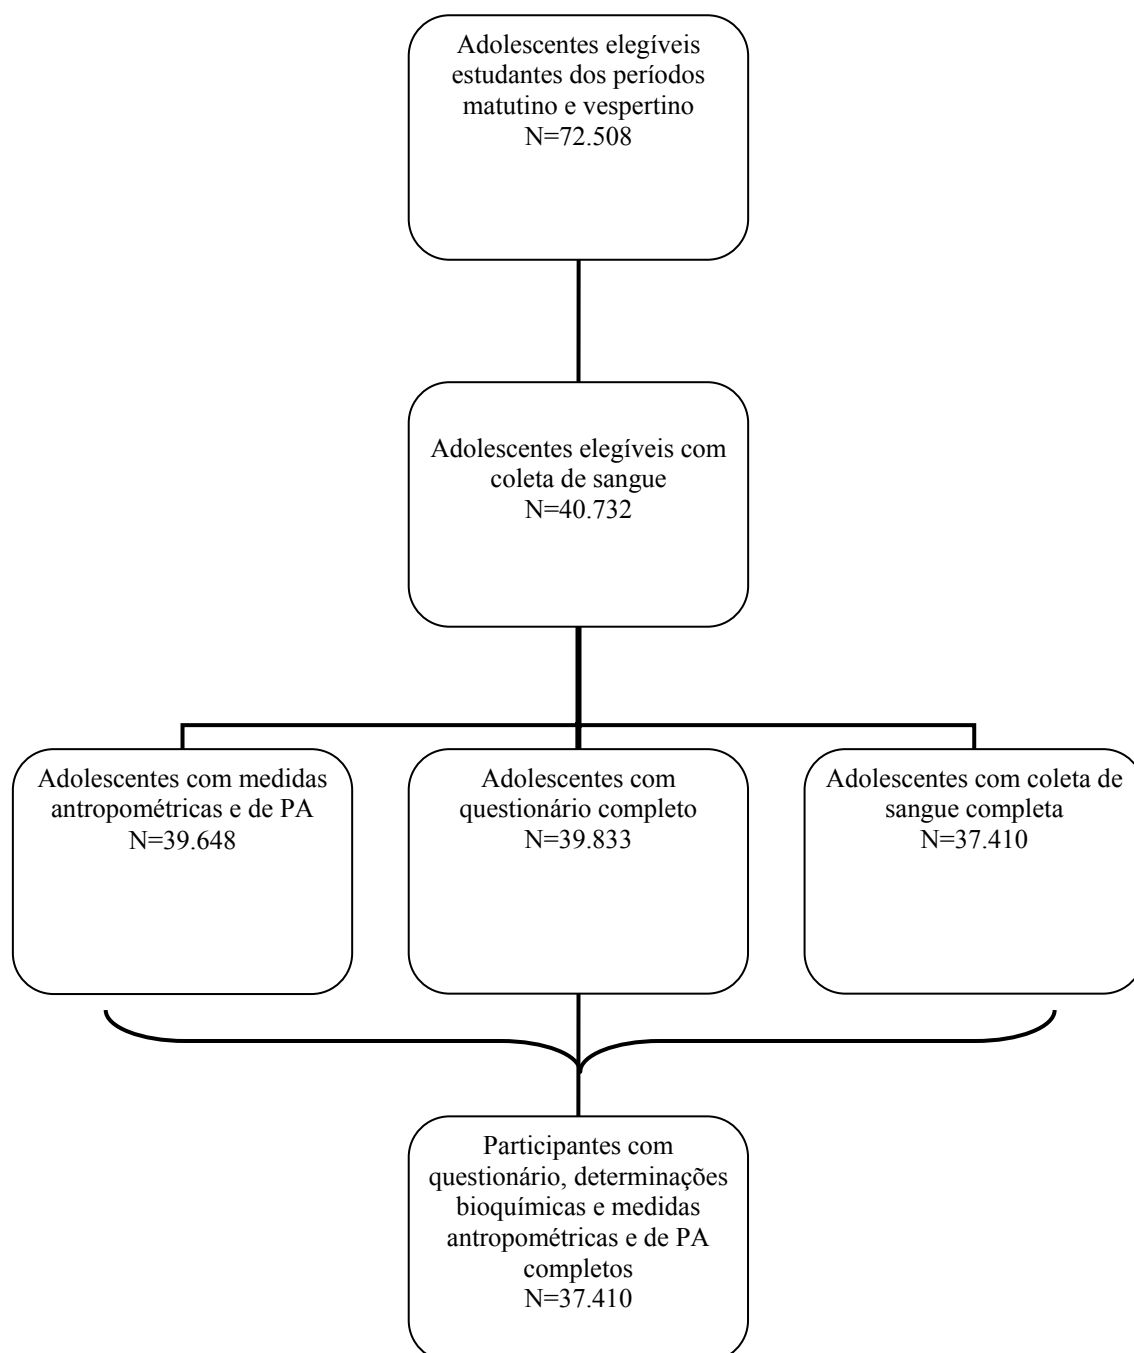 Adolescentes elegíveis
estudantes dos períodos
matutino e vespertino
N=72.508
Adolescentes elegíveis com
coleta de sangue
N=40.732
Adolescentes com medidas
antropométricas e de PA
N=39.648
Adolescentes com
questionário completo
N=39.833
Adolescentes com coleta de
sangue completa
N=37.410
Participantes com
questionário, determinações
bioquímicas e medidas
antropométricas e de PA
completos
N=37.410